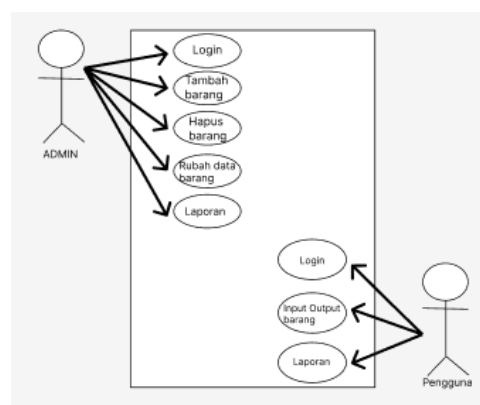 Login
Tambah
barang
Hapus
barang
Rubah data
barang
Laporan
ADMIN
Login
Input Output
barang
Laporan
Pengguna